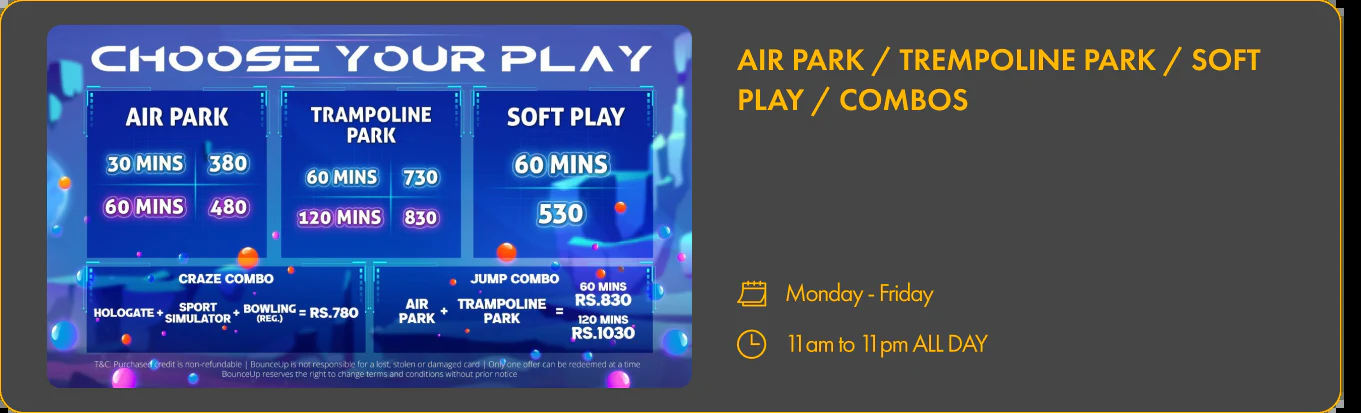 CHOOSE YOUR PLAY
AIR PARK
30 MINS 380
60 MINS 480
TRAMPOLINE
PARK
60 MINS 730
120 MINS 830
SOFT PLAY
60 MINS
530
CRAZE COMBO
HOLOGATE + SPORT SIMULATOR + BOWLING (REG.) = RS.780
JUMP COMBO
AIR PARK + TRAMPOLINE PARK =
60 MINS
RS.830
120 MINS
RS.1030
T&C: Purchased credit is non-refundable | BounceUp is not responsible for a lost, stolen or damaged card | Only one offer can be redeemed at a time
BounceUp reserves the right to change terms and conditions without prior notice
AIR PARK / TREMPOLINE PARK / SOFT
PLAY / COMBOS
Monday - Friday
11 am to 11 pm ALL DAY